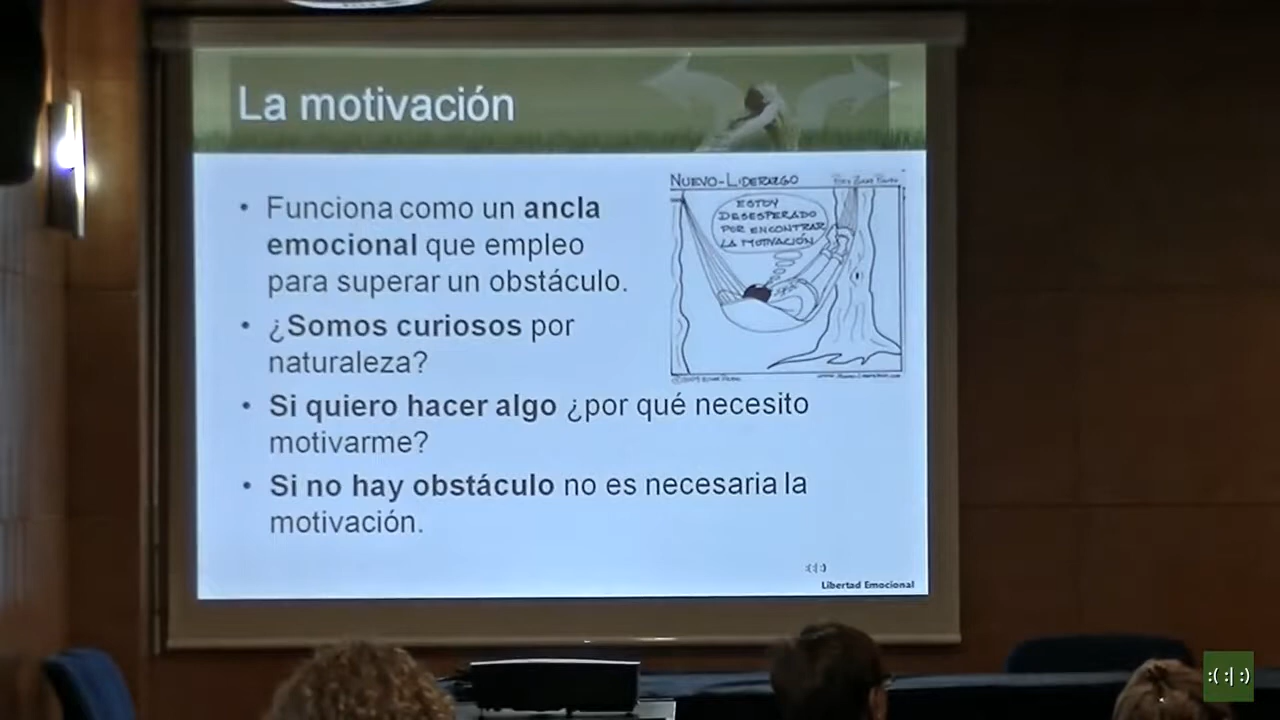 La motivación
• Funciona como un ancla
emocional que empleo
para superar un obstáculo.
• ¿Somos curiosos por
naturaleza?
• Si quiero hacer algo ¿por qué necesito
motivarme?
• Si no hay obstáculo no es necesaria la
motivación.
NUEVO-LIDERAZGO
ESTOY
DESESPERADO
POR ENCONTRAR
LA MOTIVACIÓN
:(:|:)
Libertad Emocional
:( :| :)